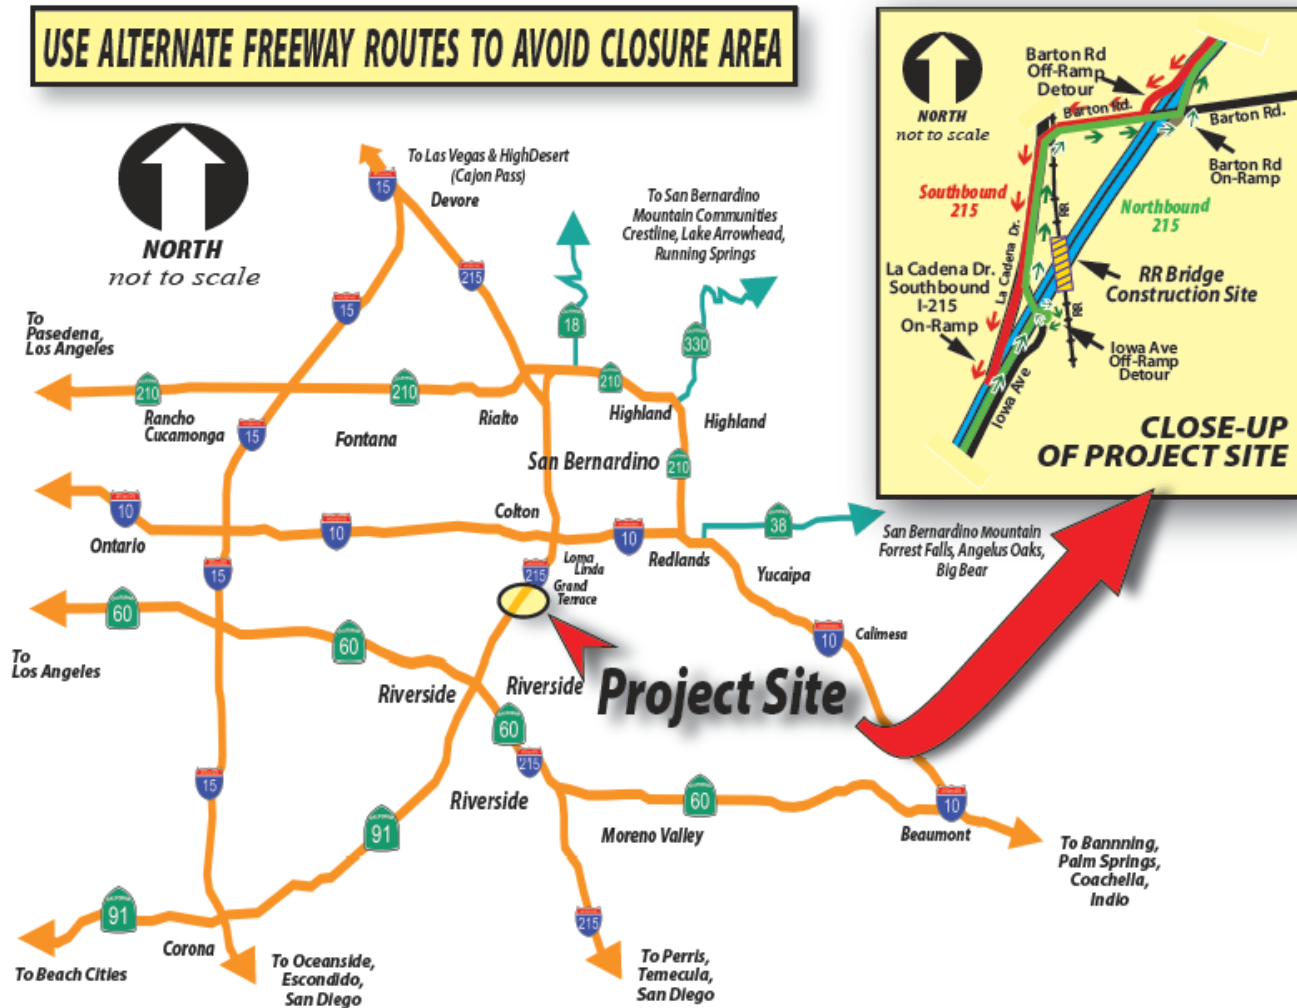 USE ALTERNATE FREEWAY ROUTES TO AVOID CLOSURE AREA
NORTH
not to scale
To Las Vegas & HighDesert
(Cajon Pass)
15
Devore
To San Bernardino
Mountain Communities
Crestline, Lake Arrowhead,
Running Springs
215
15
18
330
To
Pasedena,
Los Angeles
210
Rancho
Cucamonga
210
Rialto
210
Highland
Highland
15
Fontana
San Bernardino
210
10
Ontario
10
Colton
10
Redlands
38
San Bernardino Mountain
Forrest Falls, Angelus Oaks,
Big Bear
15
Loma
Linda
215
Grand
Terrace
Yucaipa
60
60
10
Calimesa
To
Los Angeles
Riverside
Riverside
Project Site
60
215
15
Riverside
60
10
91
Moreno Valley
Beaumont
To Bannning,
Palm Springs,
Coachella,
Indio
91
215
Corona
To Beach Cities
To Oceanside,
Escondido,
San Diego
To Perris,
Temecula,
San Diego
NORTH
not to scale
Barton Rd
Off-Ramp
Detour
Barton Rd.
Barton Rd.
Barton Rd
On-Ramp
Southbound
215
Northbound
215
RR
La Cadena Dr.
La Cadena Dr.
Southbound
I-215
On-Ramp
RR Bridge
Construction Site
RR
Iowa Ave
Off-Ramp
Detour
Iowa Ave
CLOSE-UP
OF PROJECT SITE